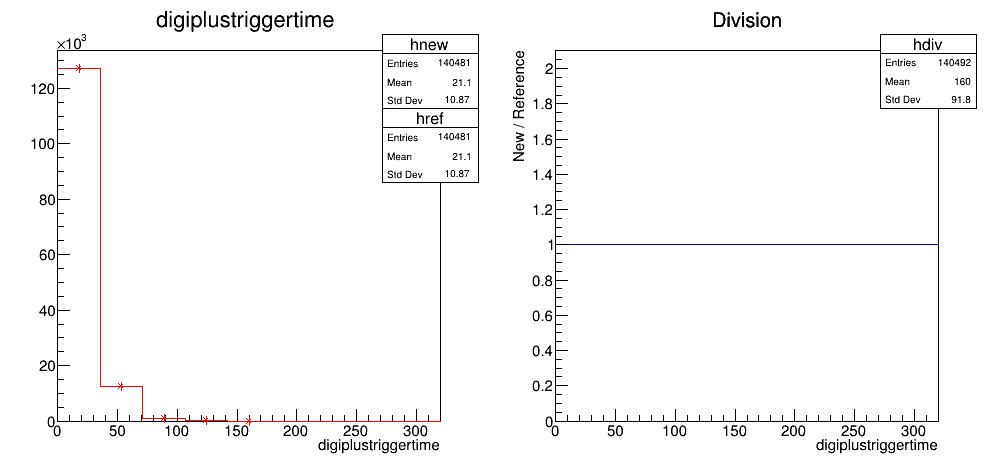 digiplustriggertime
×10³
hnew
Entries 140481
Mean 21.1
Std Dev 10.87
href
Entries 140481
Mean 21.1
Std Dev 10.87
120
100
80
60
40
20
0
0 50 100 150 200 250 300
digiplustriggertime
Division
hdiv
Entries 140492
Mean 160
Std Dev 91.8
New / Reference
2
1.8
1.6
1.4
1.2
1
0.8
0.6
0.4
0.2
0
0 50 100 150 200 250 300
digiplustriggertime